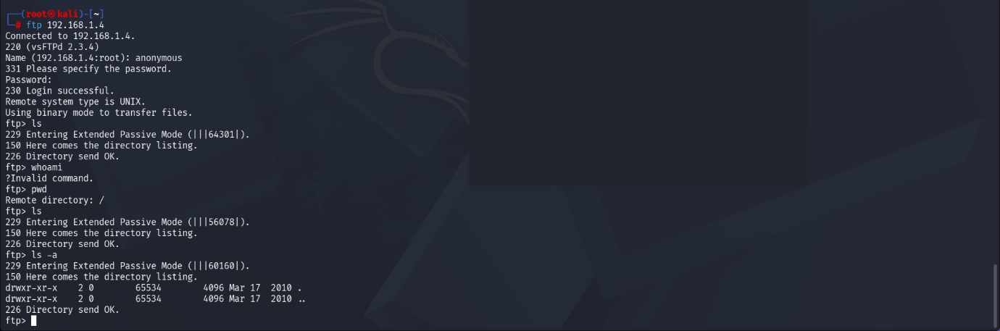 ┌──(root㉿kali)-[~]
└─# ftp 192.168.1.4
Connected to 192.168.1.4.
220 (vsFTPd 2.3.4)
Name (192.168.1.4:root): anonymous
331 Please specify the password.
Password:
230 Login successful.
Remote system type is UNIX.
Using binary mode to transfer files.
ftp> ls
229 Entering Extended Passive Mode (|||64301|).
150 Here comes the directory listing.
226 Directory send OK.
ftp> whoami
?Invalid command.
ftp> pwd
Remote directory: /
ftp> ls
229 Entering Extended Passive Mode (|||56078|).
150 Here comes the directory listing.
226 Directory send OK.
ftp> ls -a
229 Entering Extended Passive Mode (|||60160|).
150 Here comes the directory listing.
drwxr-xr-x    2 0        65534        4096 Mar 17  2010 .
drwxr-xr-x    2 0        65534        4096 Mar 17  2010 ..
226 Directory send OK.
ftp>